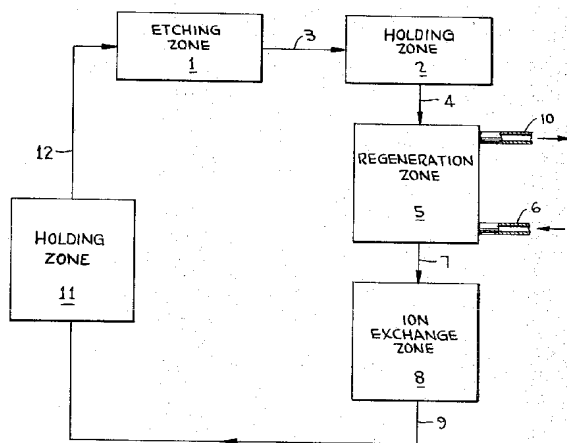 ETCHING
ZONE
1
3
HOLDING
ZONE
2
4
10
REGENERATION
ZONE
5
6
7
12
HOLDING
ZONE
11
ION
EXCHANGE
ZONE
8
9